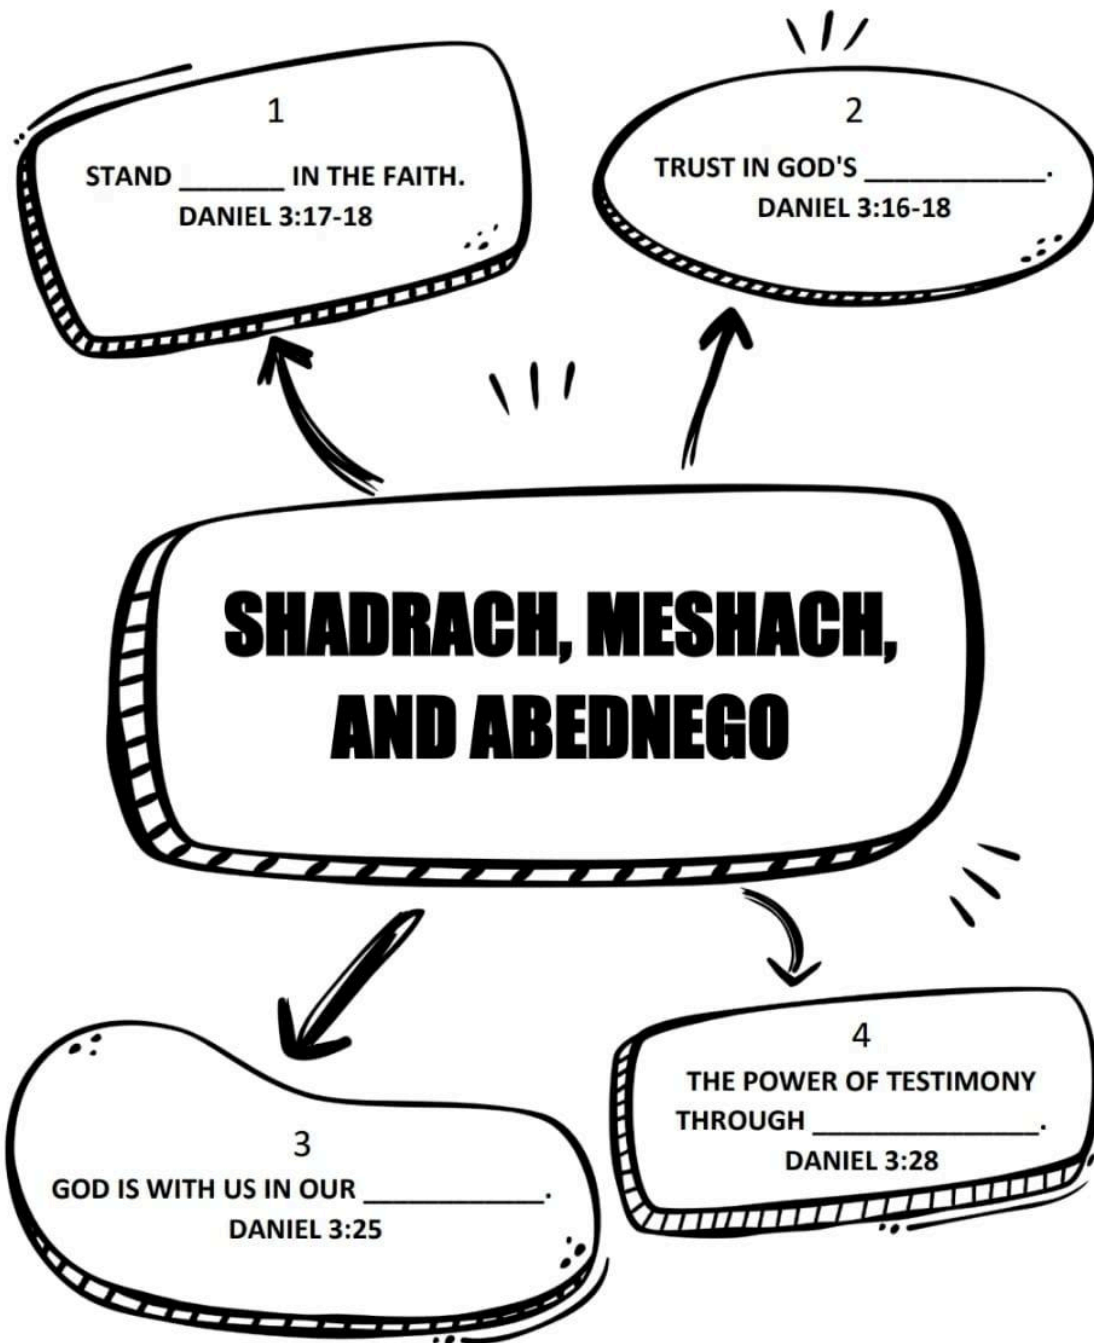 1
STAND _______ IN THE FAITH.
DANIEL 3:17-18
2
TRUST IN GOD'S ____________.
DANIEL 3:16-18
SHADRACH, MESHACH,
AND ABEDNEGO
3
GOD IS WITH US IN OUR ____________.
DANIEL 3:25
4
THE POWER OF TESTIMONY
THROUGH _______________.
DANIEL 3:28